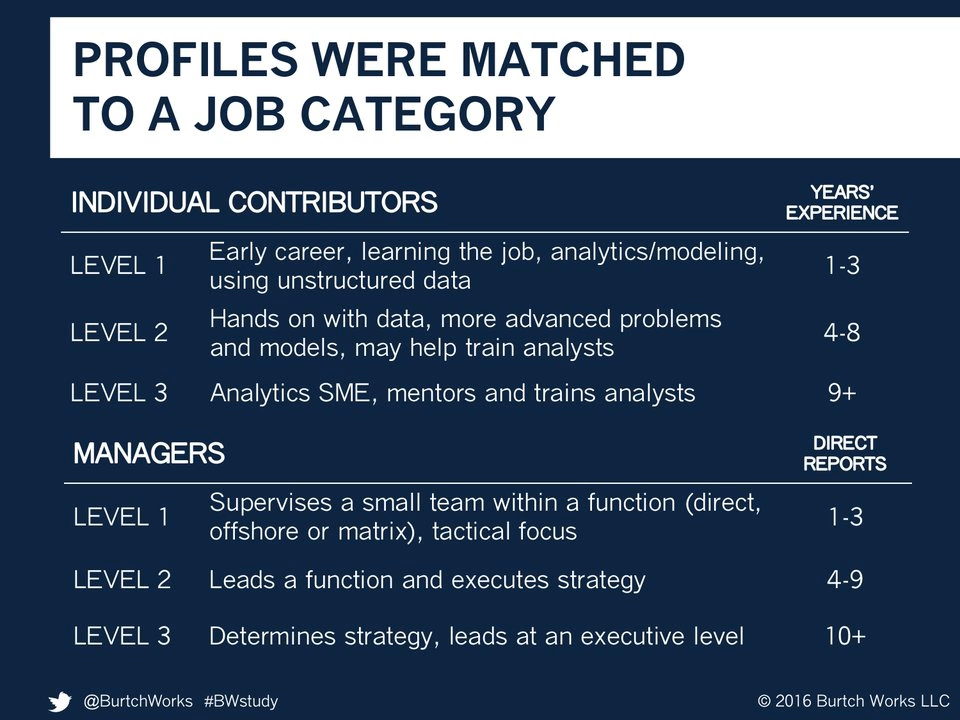 PROFILES WERE MATCHED
TO A JOB CATEGORY
INDIVIDUAL CONTRIBUTORS
YEARS'
EXPERIENCE
LEVEL 1
Early career, learning the job, analytics/modeling,
using unstructured data
1-3
LEVEL 2
Hands on with data, more advanced problems
and models, may help train analysts
4-8
LEVEL 3 Analytics SME, mentors and trains analysts 9+
MANAGERS
DIRECT
REPORTS
LEVEL 1
Supervises a small team within a function (direct,
offshore or matrix), tactical focus
1-3
LEVEL 2 Leads a function and executes strategy 4-9
LEVEL 3 Determines strategy, leads at an executive level 10+
@BurtchWorks #BWstudy © 2016 Burtch Works LLC